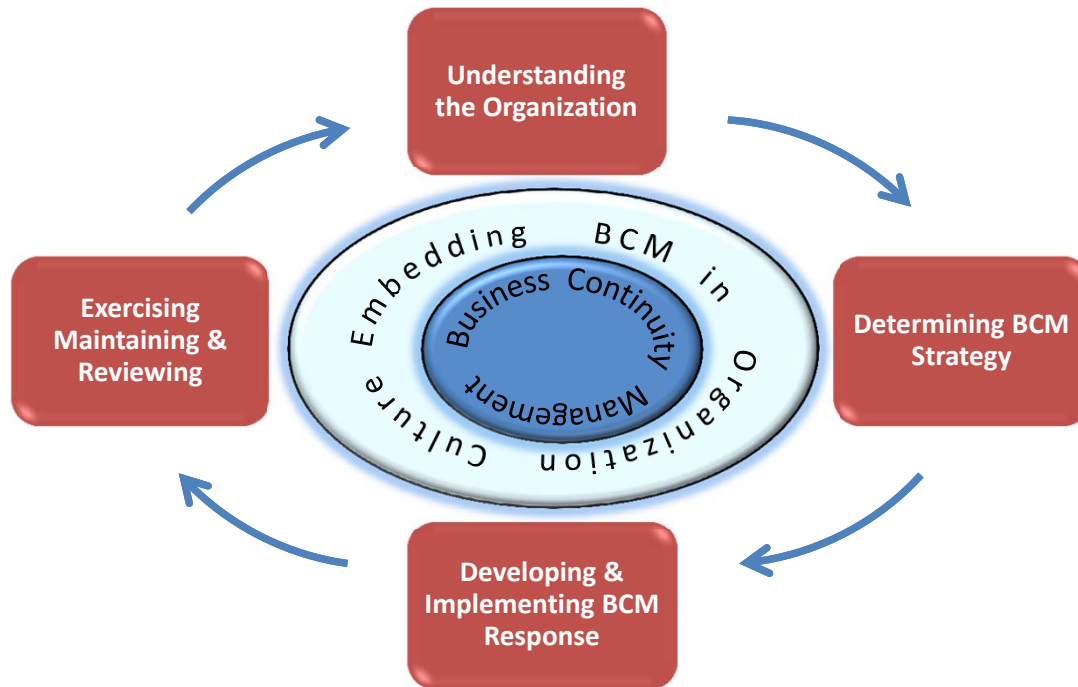 Understanding
the Organization
Embedding BCM in Organization Culture
Business Continuity Management
Exercising
Maintaining &
Reviewing
Determining BCM
Strategy
Developing &
Implementing BCM
Response